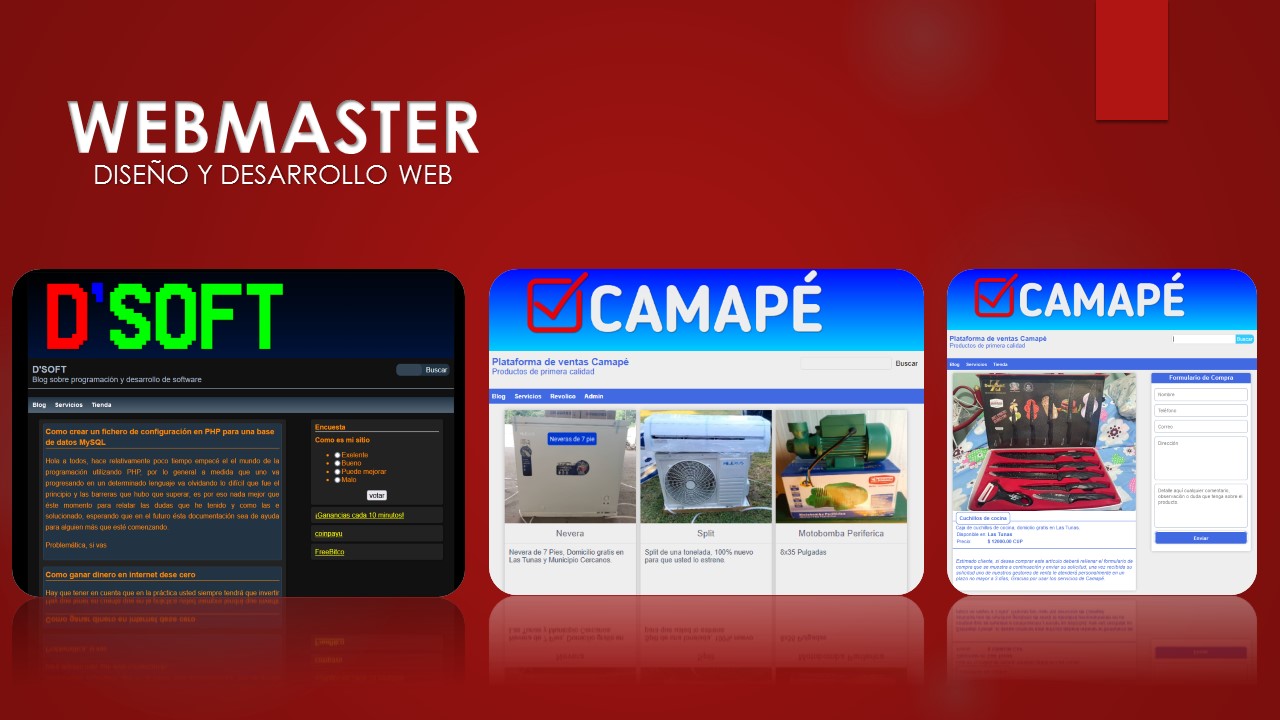 WEBMASTER
DISEÑO Y DESARROLLO WEB
D'SOFT
D'SOFT
Blog sobre programación y desarollo de software
Buscar
Blog Servicios Tienda
Como crear un fichero de configuración en PHP para una base
de datos MySQL
Hola a todos, hace relativamente poco tiempo empecé el el mundo de la
programación utilizando PHP, por lo general a medida que uno va
progresando en un determinado lenguaje va olvidando lo difícil que fue el
principio y las barreras que hubo que superar, es por eso nada mejor que
éste momento para relatar las dudas que he tenido y como las e
solucionado, esperando que en el futuro ésta documentación sea de ayuda
para alguien más que esté comenzando.
Problemática, si vas
Como ganar dinero en internet dese cero
Hay que tener en cuenta que en la práctica usted siempre tendrá que invertir
Encuesta
Como es mi sitio
Exelente
Bueno
Puede mejorar
Malo
votar
¡Ganancias cada 10 minutos!
coinpayu
FreeBitco
CAMAPÉ
Plataforma de ventas Camapé
Productos de primera calidad
Buscar
Blog Servicios Revolico Admin
Neveras de 7 pie
Nevera
Nevera de 7 Pies, Domicilio gratis en
Las Tunas y Municipio Cercanos.
Split
Split de una tonelada, 100% nuevo
para que usted lo estrene.
Motobomba Periferica
8x35 Pulgadas
CAMAPÉ
Plataforma de ventas Camapé
Productos de primera calidad
Buscar
Blog Servicios Tienda
Cuchillos de cocina
Caja de cuchillos de cocina, domicilio gratis en Las Tunas.
Disponible en Las Tunas
Precio $ 12000.00 CUP
Estimado cliente, si desea comprar este artículo deberá rellenar el formulario de
compra que se muestra a continuación y enviar su solicitud, una vez recibida su
solicitud uno de nuestros gestores de venta le atenderá personalmente en un
plazo no mayor a 3 días, Gracias por usar los servicios de Camapé.
Formulario de Compra
Nombre
Teléfono
Correo
Dirección
Detalle aquí cualquier comentario,
observación o duda que tenga sobre el
producto.
Enviar